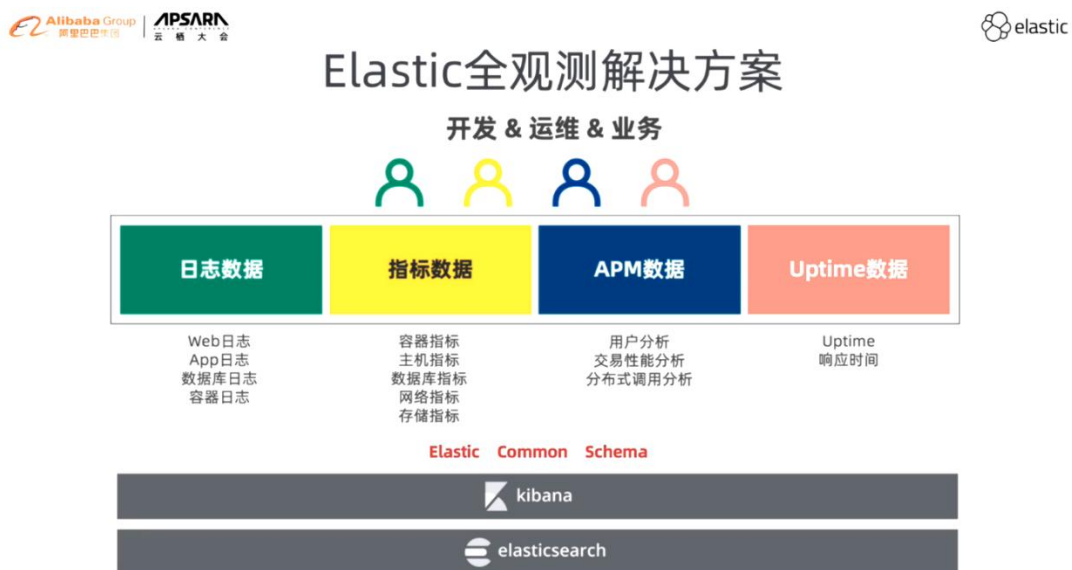 Alibaba Group
阿里巴巴集团
APSARA
云栖大会
elastic
Elastic全观测解决方案
开发 & 运维 & 业务
日志数据
指标数据
APM数据
Uptime数据
Web日志
App日志
数据库日志
容器日志
容器指标
主机指标
数据库指标
网络指标
存储指标
用户分析
交易性能分析
分布式调用分析
Uptime
响应时间
Elastic Common Schema
kibana
elasticsearch